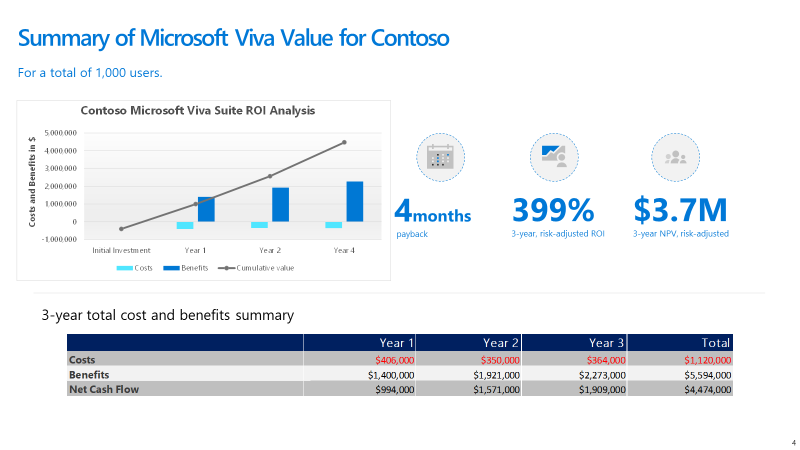 Summary of Microsoft Viva Value for Contoso
For a total of 1,000 users.
Contoso Microsoft Viva Suite ROI Analysis
Costs and Benefits in $
5,000,000
4,000,000
3,000,000
2,000,000
1,000,000
0
-1,000,000
Initial Investment Year 1 Year 2 Year 4
Costs Benefits Cumulative value
4months
payback
399%
3-year, risk-adjusted ROI
$3.7M
3-year NPV, risk-adjusted
3-year total cost and benefits summary
Year 1 Year 2 Year 3 Total
Costs $406,000 $350,000 $364,000 $1,120,000
Benefits $1,400,000 $1,921,000 $2,273,000 $5,594,000
Net Cash Flow $994,000 $1,571,000 $1,909,000 $4,474,000
4